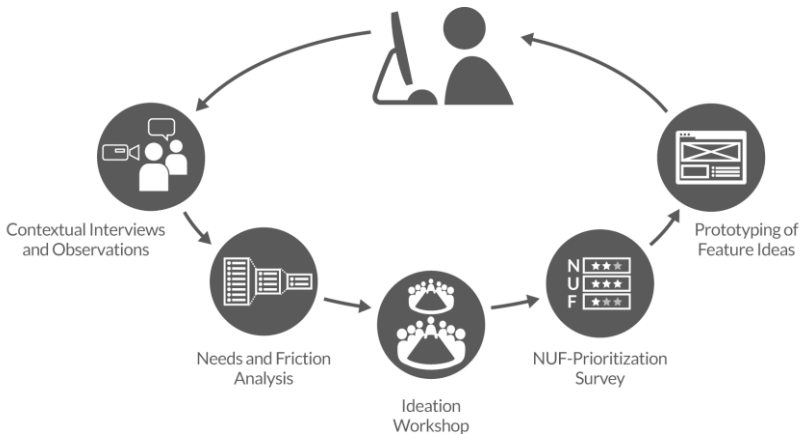 Contextual Interviews
and Observations
Needs and Friction
Analysis
Ideation
Workshop
N
U
F
NUF-Prioritization
Survey
Prototyping of
Feature Ideas